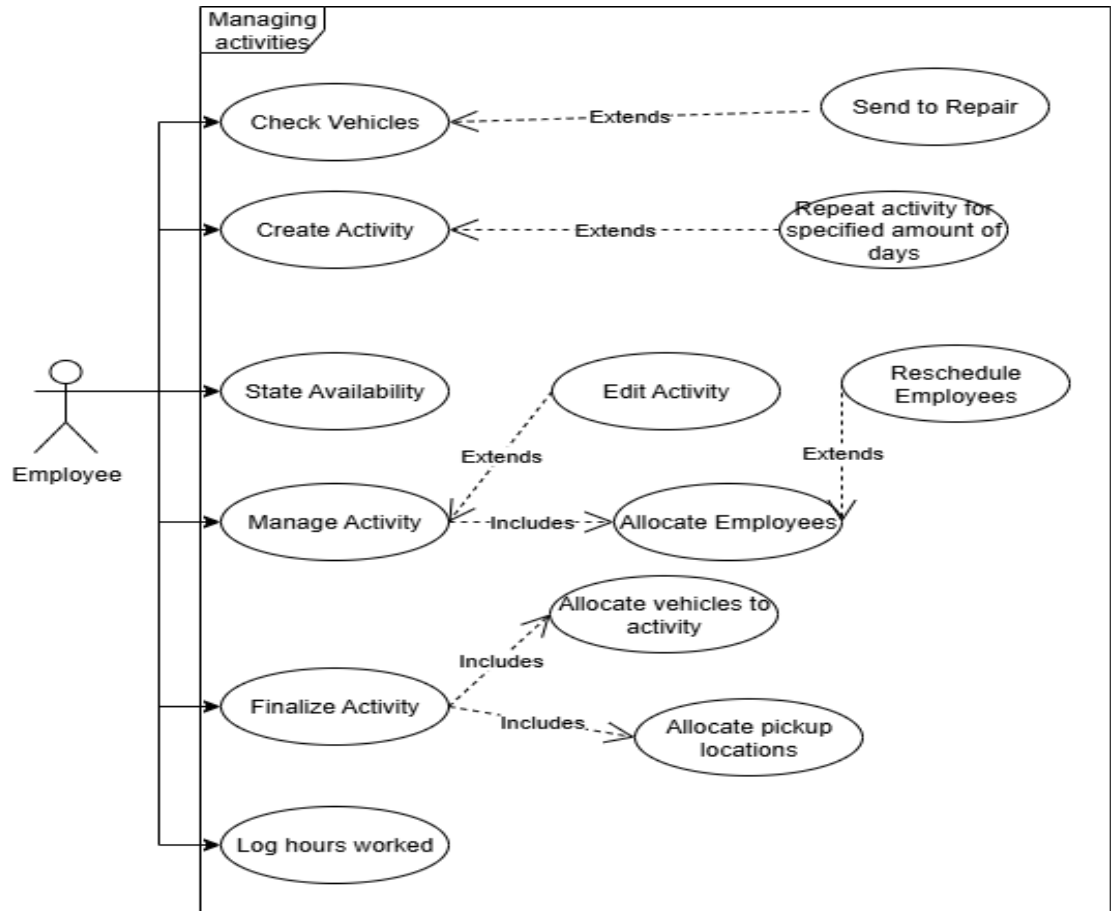 Managing
activities
Check Vehicles
Extends
Send to Repair
Create Activity
Extends
Repeat activity for
specified amount of
days
State Availability
Edit Activity
Reschedule
Employees
Employee
Extends
Extends
Manage Activity
Includes
Allocate Employees
Allocate vehicles to
activity
Includes
Finalize Activity
Includes
Allocate pickup
locations
Log hours worked